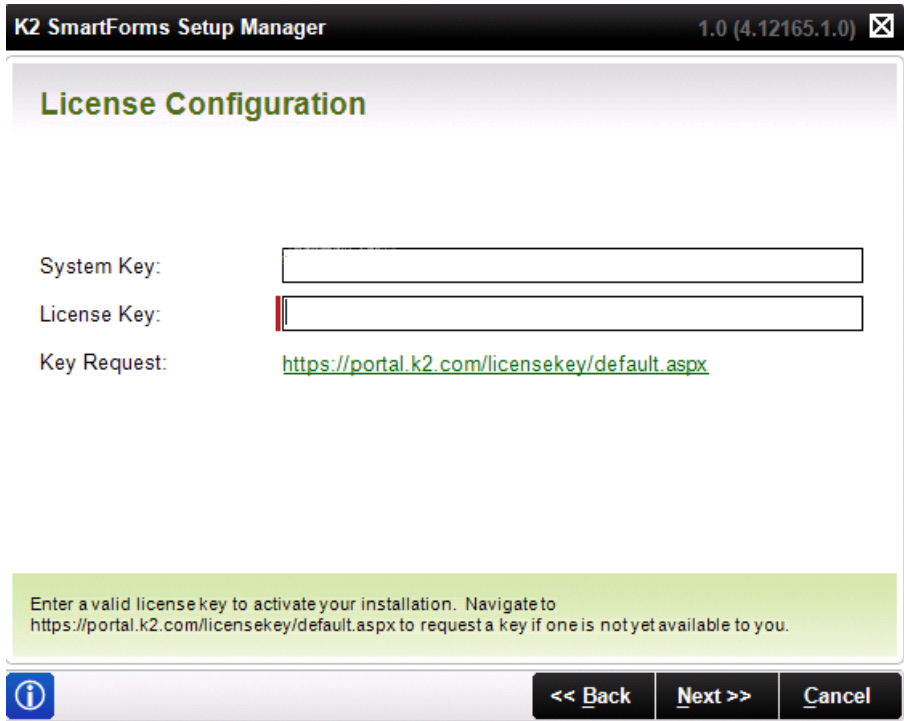 K2 SmartForms Setup Manager 1.0 (4.12165.1.0)
License Configuration
System Key:
License Key:
Key Request: https://portal.k2.com/licensekey/default.aspx
Enter a valid license key to activate your installation. Navigate to
https://portal.k2.com/licensekey/default.aspx to request a key if one is not yet available to you.
<< Back Next >> Cancel